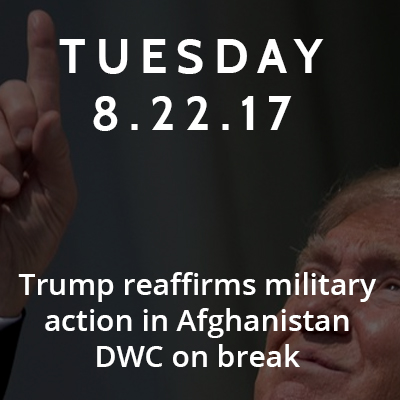 TUESDAY
8.22.17
Trump reaffirms military
action in Afghanistan
DWC on break